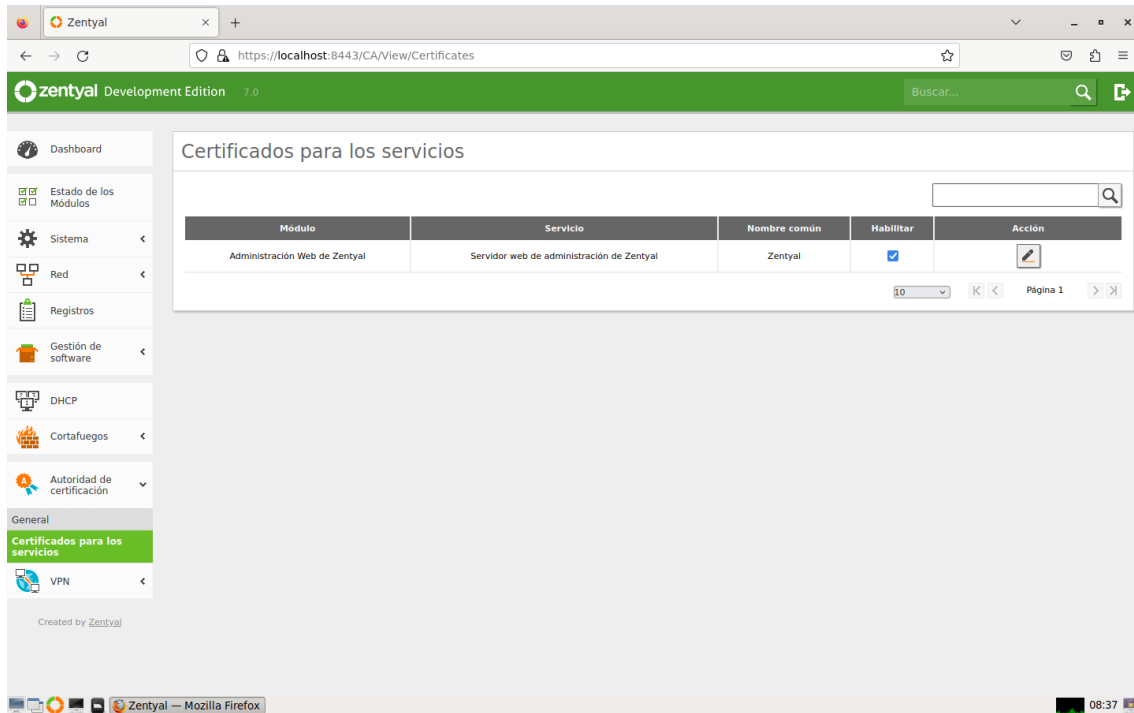 Zentyal
https://localhost:8443/CA/View/Certificates
zentyal Development Edition 7.0
Buscar...
Dashboard
Estado de los
Módulos
Sistema
Red
Registros
Gestión de
software
DHCP
Cortafuegos
Autoridad de
certificación
General
Certificados para los
servicios
VPN
Created by Zentyal
Certificados para los servicios
Módulo Servicio Nombre común Habilitar Acción
Administración Web de Zentyal Servidor web de administración de Zentyal Zentyal
10 Página 1
Zentyal — Mozilla Firefox
08:37